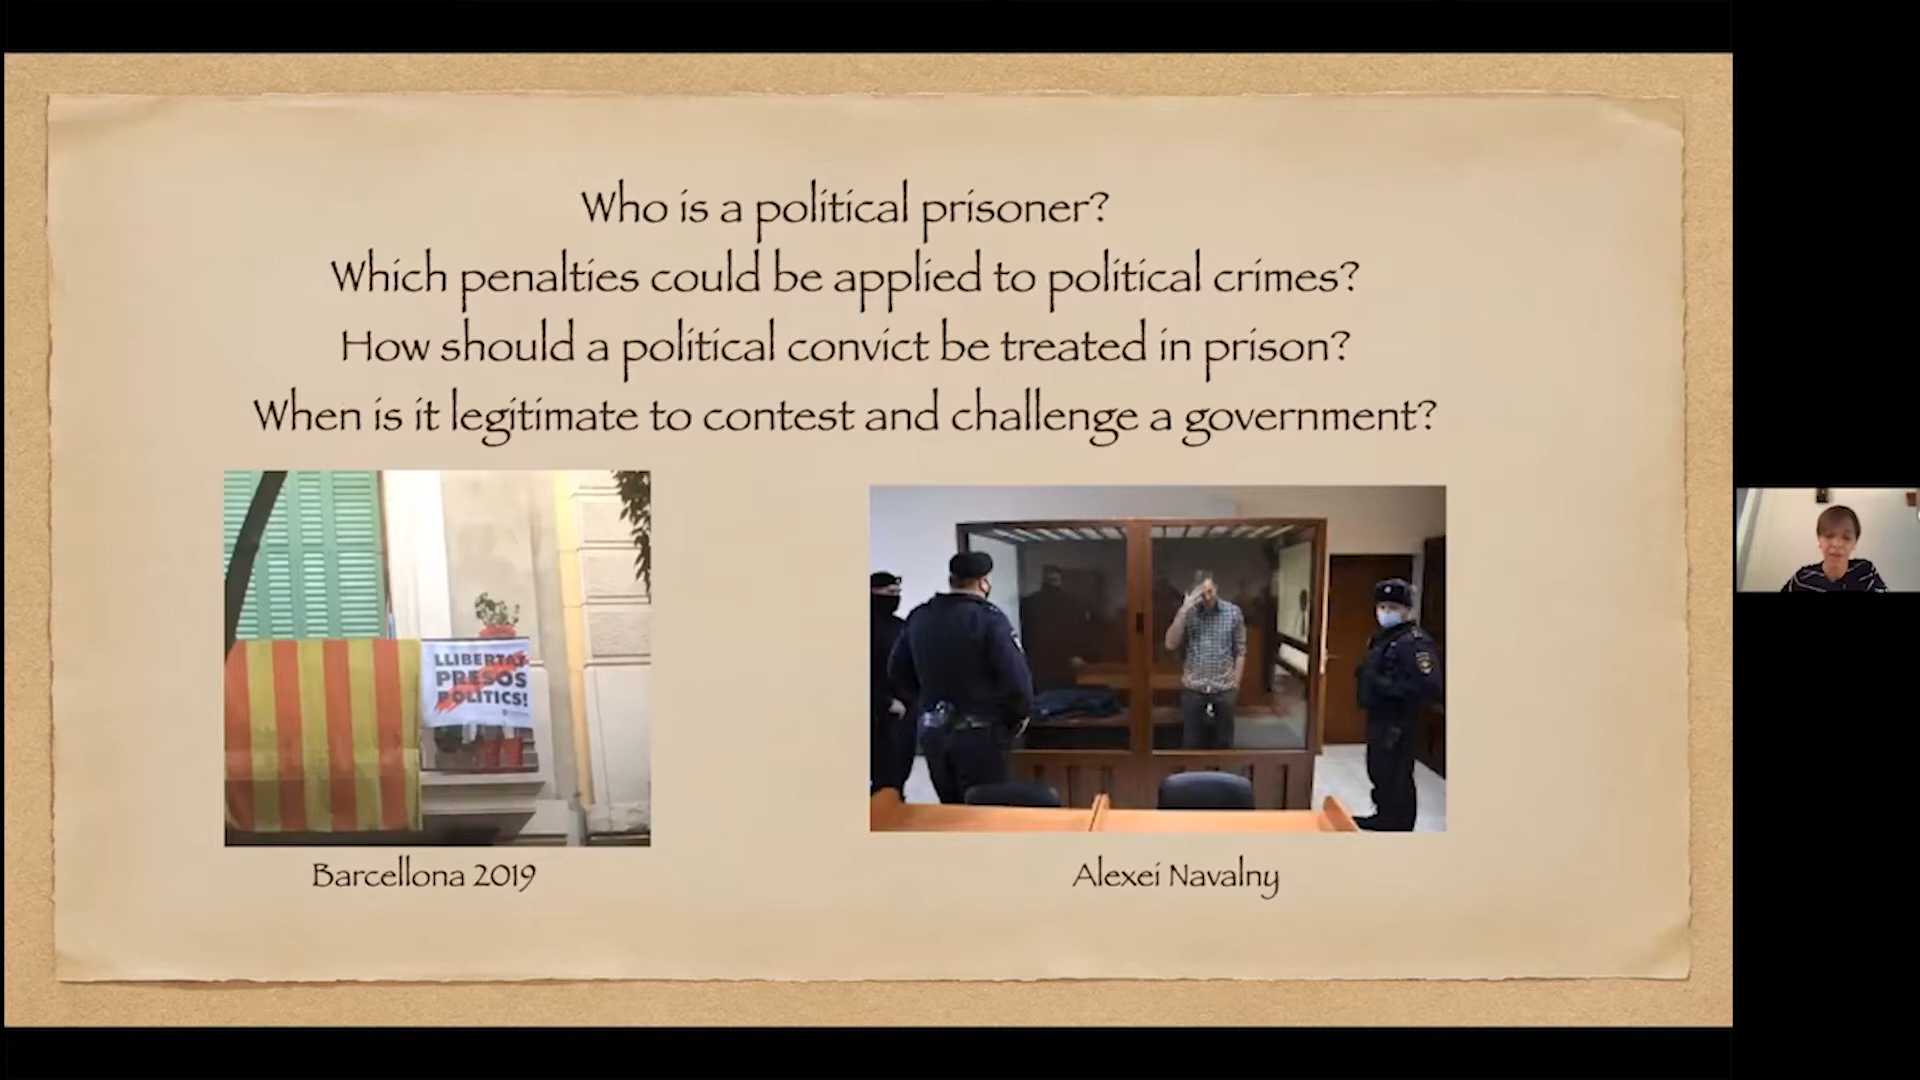 Who is a political prisoner?
Which penalties could be applied to political crimes?
How should a political convict be treated in prison?
When is it legitimate to contest and challenge a government?
LLIBERTAT
PRESOS
POLITICS!
Barcellona 2019
Alexei Navalny